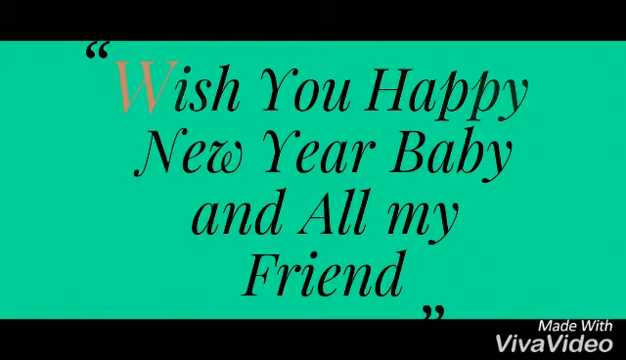 “Wish You Happy
New Year Baby
and All my
Friend
”
Made With
VivaVideo